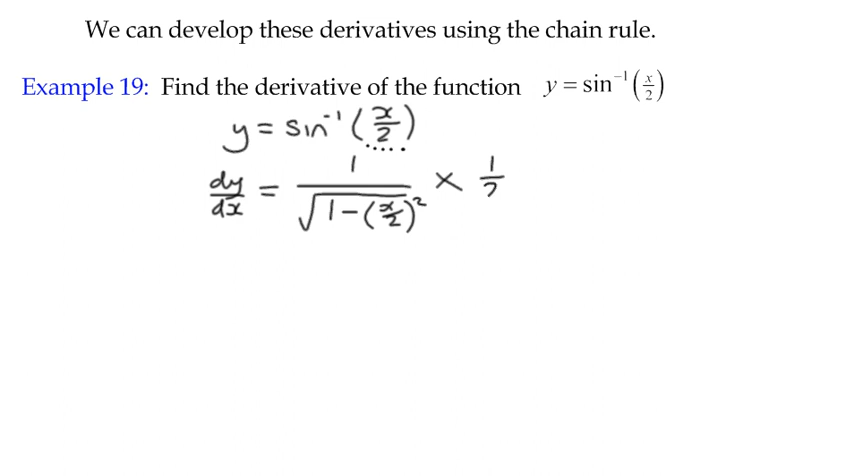 We can develop these derivatives using the chain rule.
Example 19: Find the derivative of the function y = sin⁻¹(x/2)
y = sin⁻¹(x/2)
dy/dx = 1/√(1-(x/2)²) × 1/2